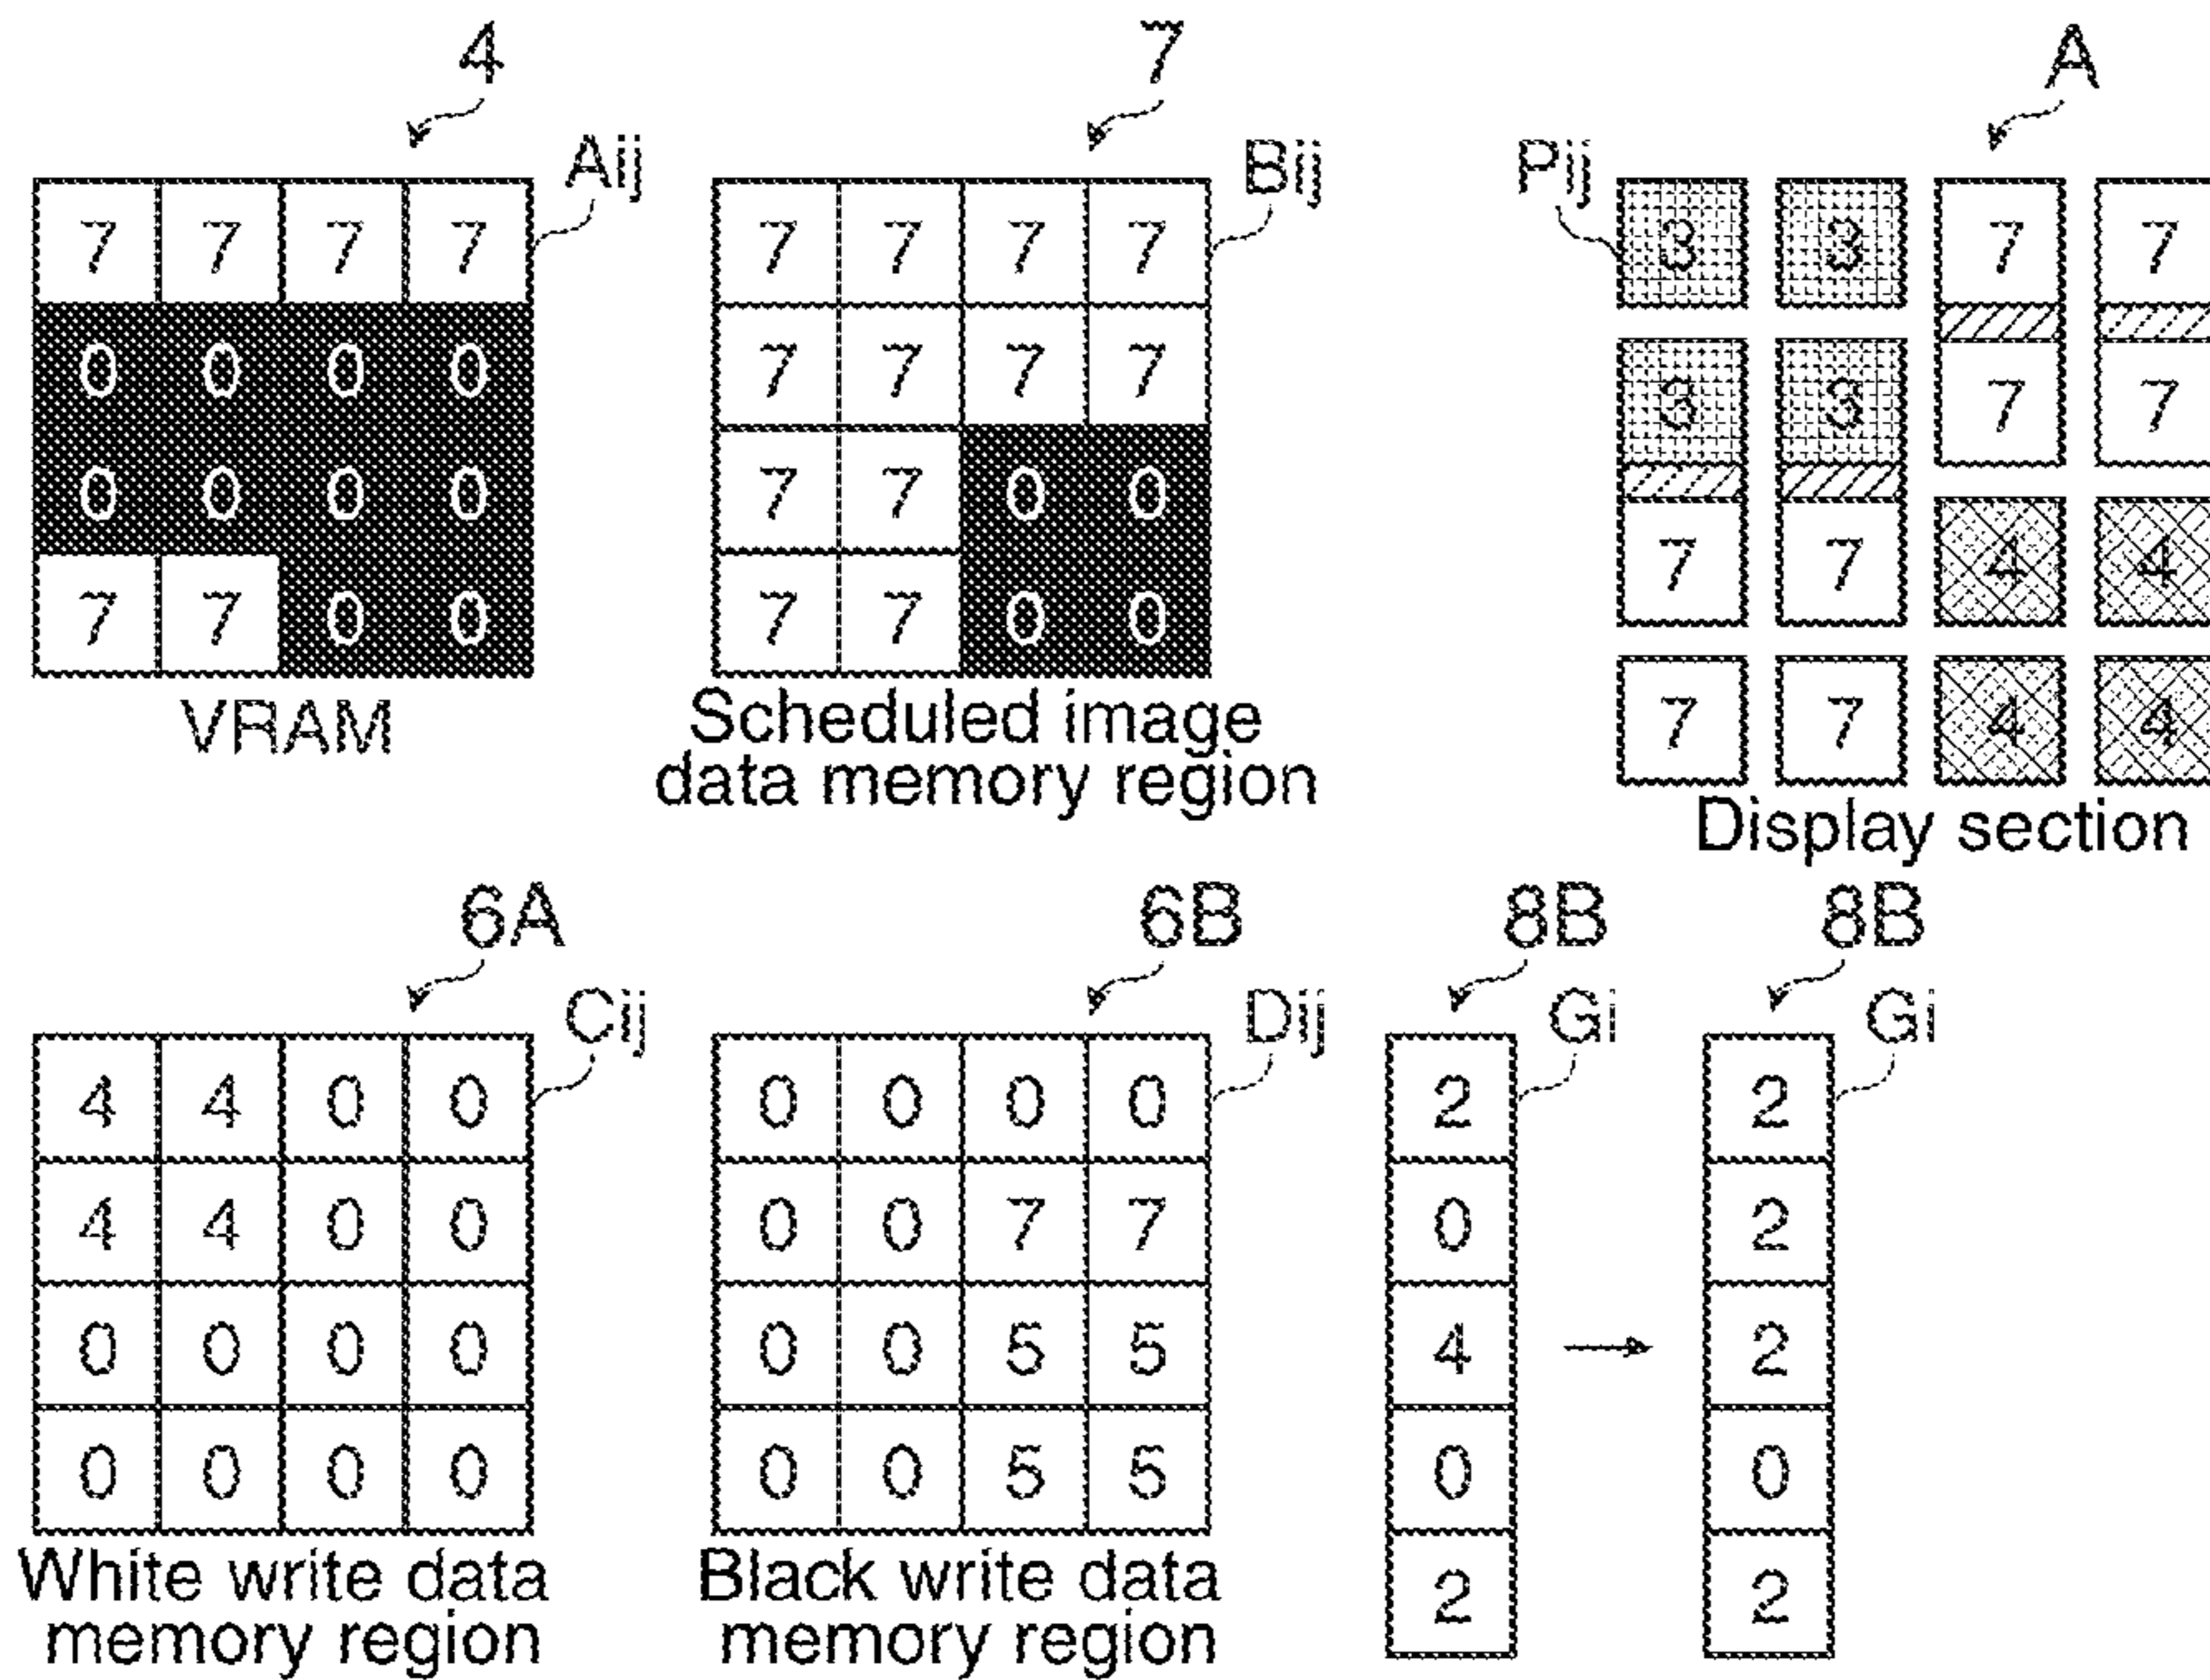 4
Aij
7 7 7 7
0 0 0 0
0 0 0 0
7 7 0 0
VRAM
7
Bij
7 7 7 7
7 7 7 7
7 7 0 0
7 7 0 0
Scheduled image
data memory region
A
Pij
3 3 7 7
3 3 7 7
7 7 4 4
7 7 4 4
Display section
6A
Cij
4 4 0 0
4 4 0 0
0 0 0 0
0 0 0 0
White write data
memory region
6B
Dij
0 0 0 0
0 0 7 7
0 0 5 5
0 0 5 5
Black write data
memory region
8B
Gi
2
0
4
0
2
8B
Gi
2
2
2
0
2